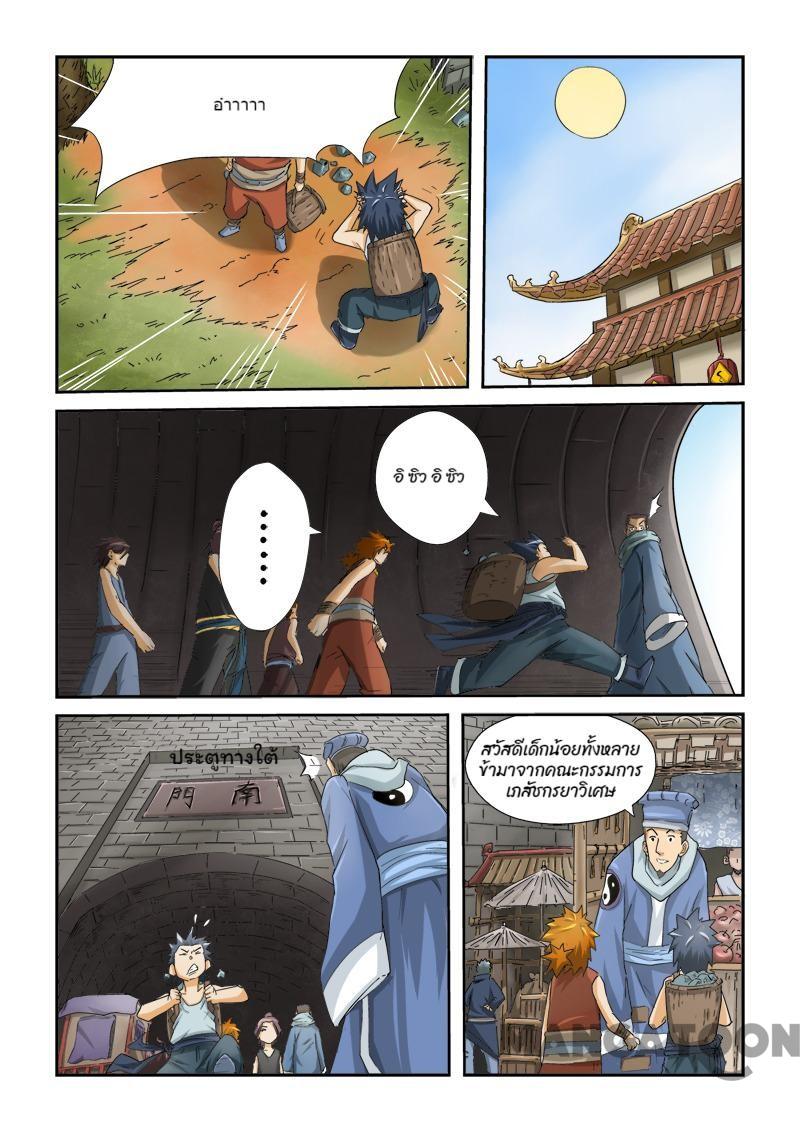 อ๋าาาาา
อิ ซิว อิ ซิว
......
ประตูทางใต้
門 南
สวัสดีเด็กน้อยทั้งหลาย
ข้ามาจากคณะกรรมการ
เภสัชกรยาวิเศษ